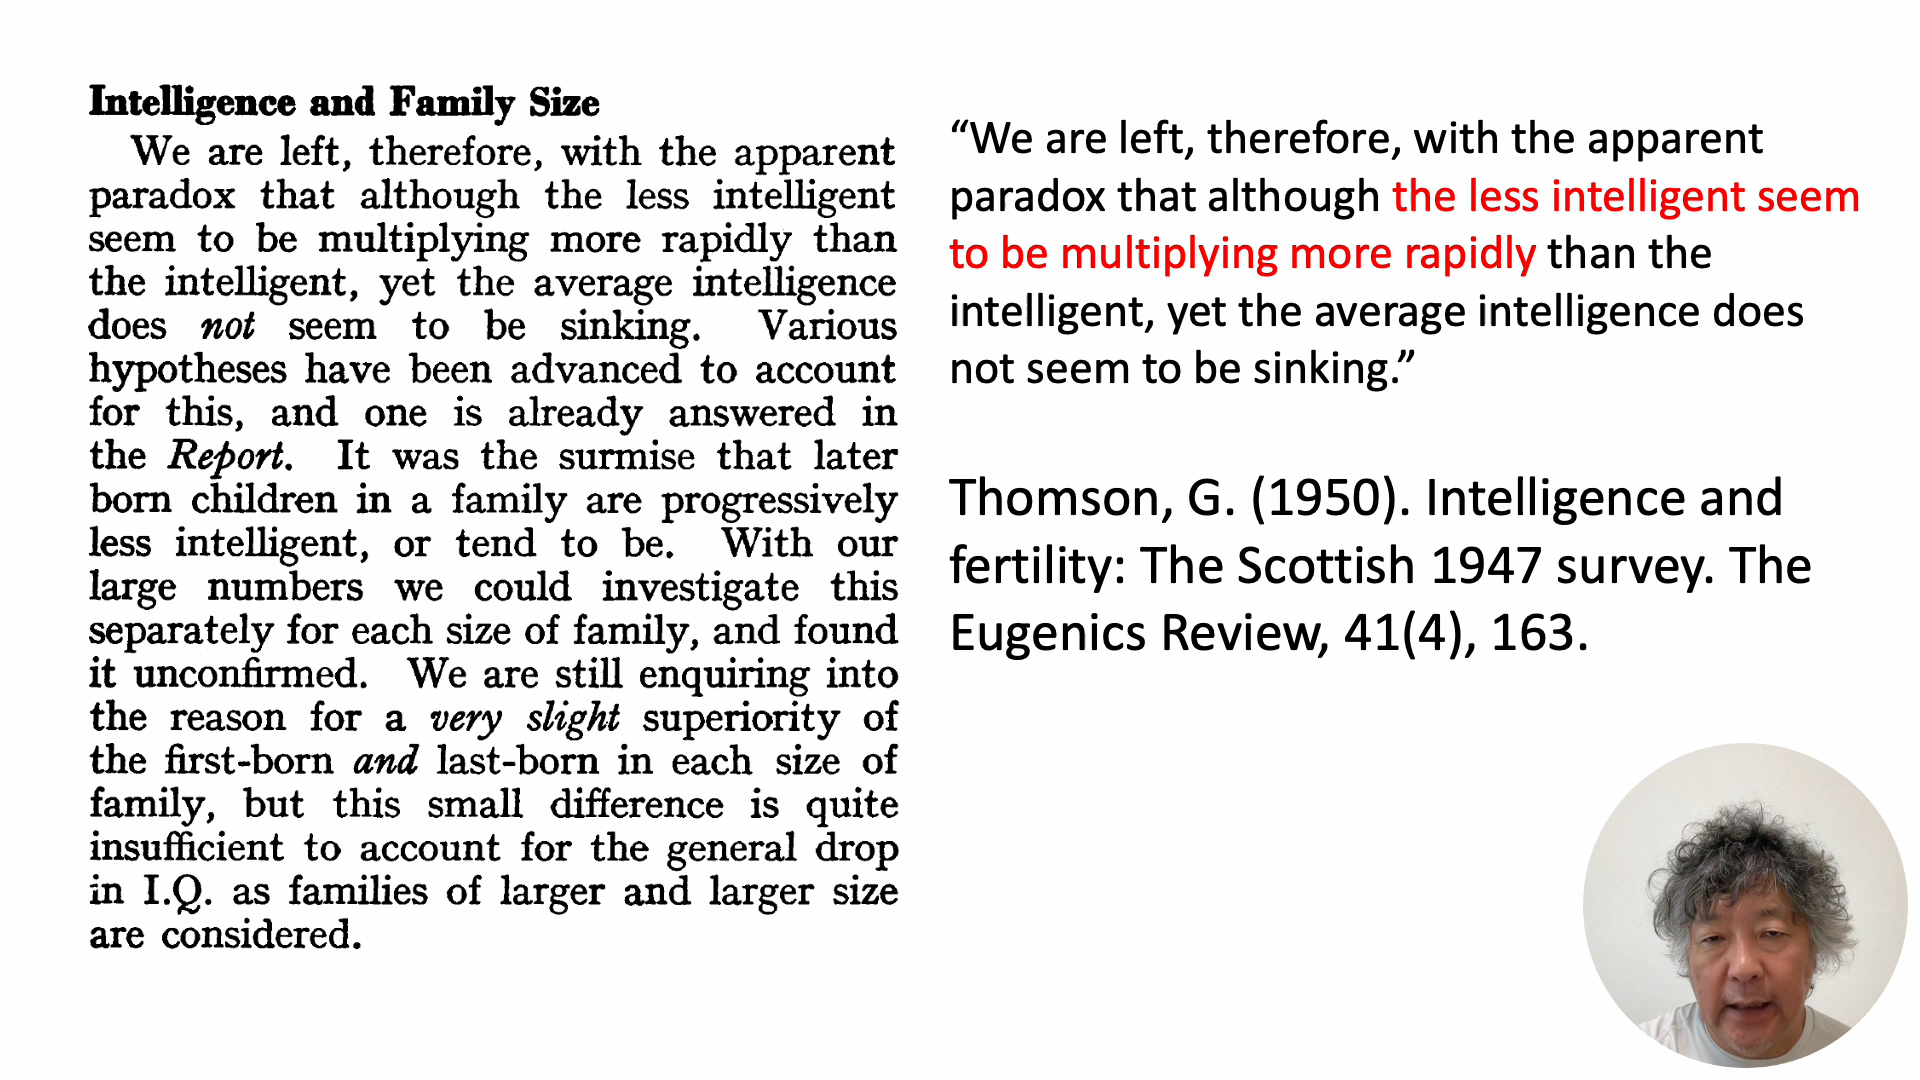 Intelligence and Family Size
We are left, therefore, with the apparent
paradox that although the less intelligent
seem to be multiplying more rapidly than
the intelligent, yet the average intelligence
does not seem to be sinking. Various
hypotheses have been advanced to account
for this, and one is already answered in
the Report. It was the surmise that later
born children in a family are progressively
less intelligent, or tend to be. With our
large numbers we could investigate this
separately for each size of family, and found
it unconfirmed. We are still enquiring into
the reason for a very slight superiority of
the first-born and last-born in each size of
family, but this small difference is quite
insufficient to account for the general drop
in I.Q. as families of larger and larger size
are considered.
“We are left, therefore, with the apparent
paradox that although the less intelligent seem
to be multiplying more rapidly than the
intelligent, yet the average intelligence does
not seem to be sinking.”
Thomson, G. (1950). Intelligence and
fertility: The Scottish 1947 survey. The
Eugenics Review, 41(4), 163.